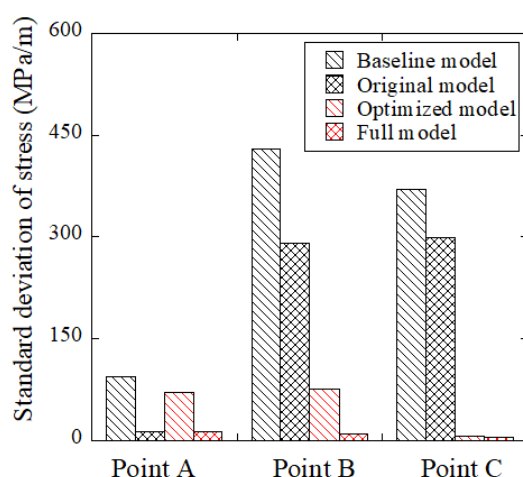 600
450
300
150
0
Standard deviation of stress (MPa/m)
Baseline model
Original model
Optimized model
Full model
Point A
Point B
Point C